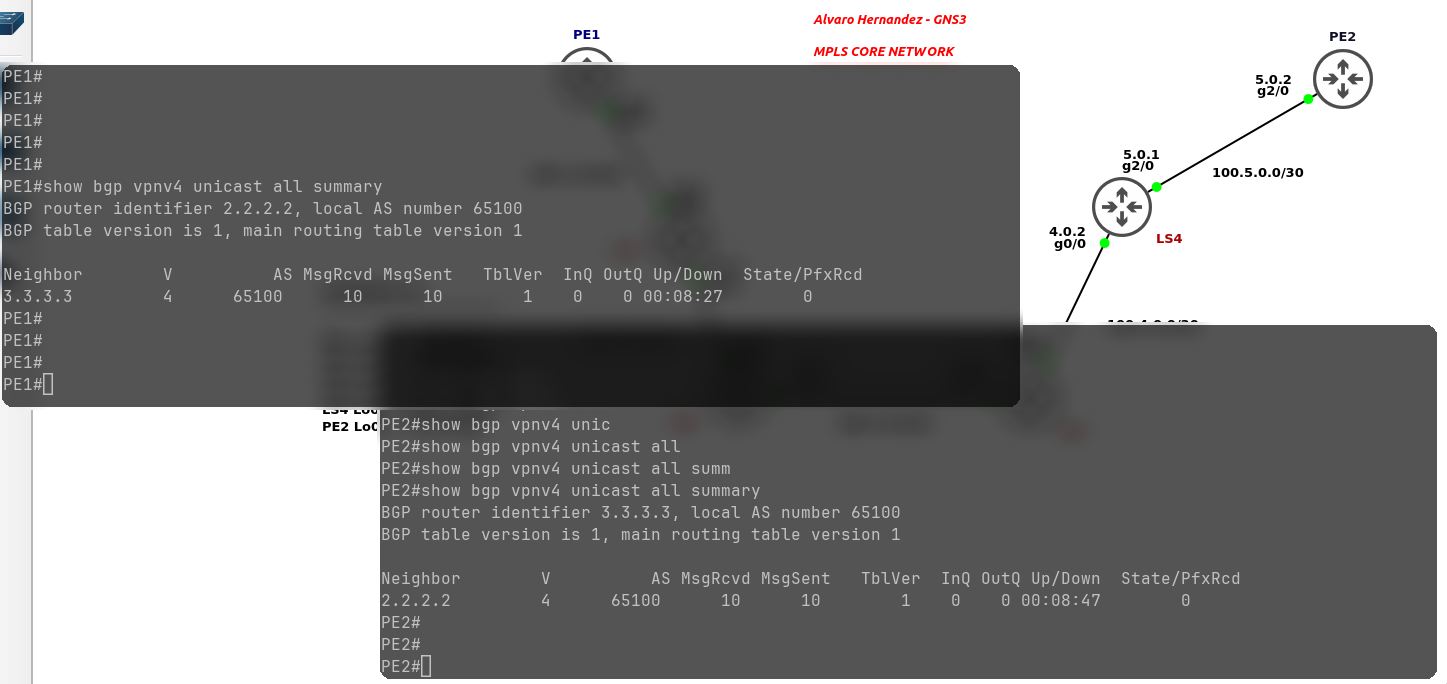 Alvaro Hernandez - GNS3
MPLS CORE NETWORK
PE1
PE2
5.0.2
g2/0
5.0.1
g2/0
100.5.0.0/30
4.0.2
g0/0
LS4
PE1#
PE1#
PE1#
PE1#
PE1#
PE1#show bgp vpnv4 unicast all summary
BGP router identifier 2.2.2.2, local AS number 65100
BGP table version is 1, main routing table version 1
Neighbor        V           AS MsgRcvd MsgSent   TblVer  InQ OutQ Up/Down  State/PfxRcd
3.3.3.3         4      65100      10      10        1    0    0 00:08:27        0
PE1#
PE1#
PE1#
PE1#
PE2 Lo0
PE2#show bgp vpnv4 unic
PE2#show bgp vpnv4 unicast all
PE2#show bgp vpnv4 unicast all summ
PE2#show bgp vpnv4 unicast all summary
BGP router identifier 3.3.3.3, local AS number 65100
BGP table version is 1, main routing table version 1
Neighbor        V           AS MsgRcvd MsgSent   TblVer  InQ OutQ Up/Down  State/PfxRcd
2.2.2.2         4      65100      10      10        1    0    0 00:08:47        0
PE2#
PE2#
PE2#